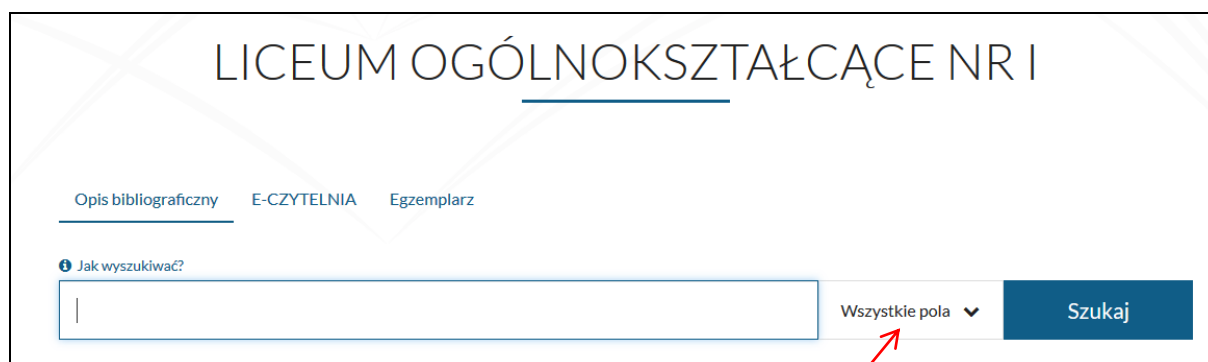 LICEUM OGÓLNOKSZTAŁCĄCE NR I
Opis bibliograficzny E-CZYTELNIA Egzemplarz
Jak wyszukiwać?
Wszystkie pola Szukaj